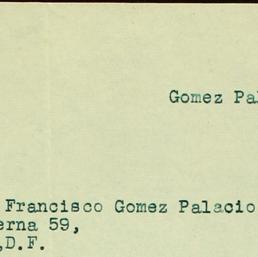 Gomez Pal
Francisco Gomez Palacio
erna 59,
,D.F.